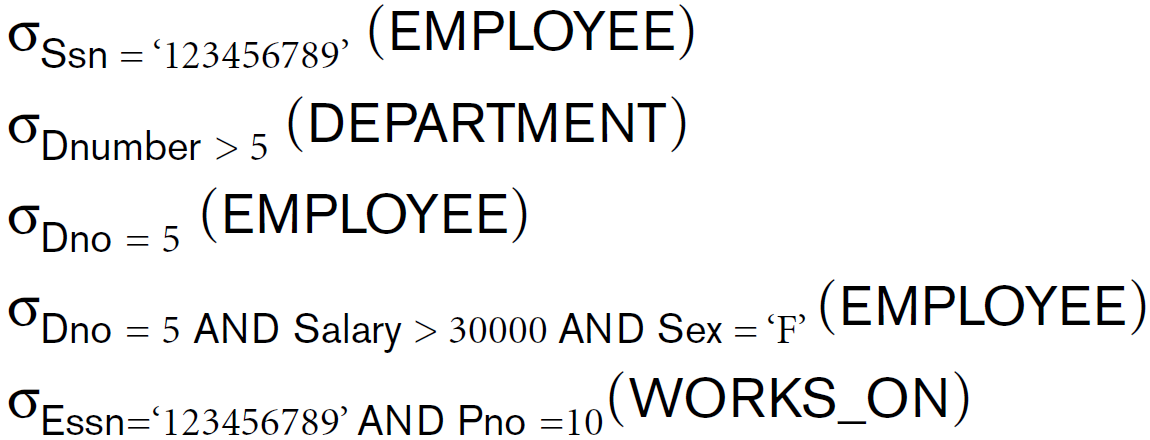 σSsn = ‘123456789’ (EMPLOYEE)
σDnumber > 5 (DEPARTMENT)
σDno = 5 (EMPLOYEE)
σDno = 5 AND Salary > 30000 AND Sex = ‘F’ (EMPLOYEE)
σEssn=‘123456789’ AND Pno =10(WORKS_ON)